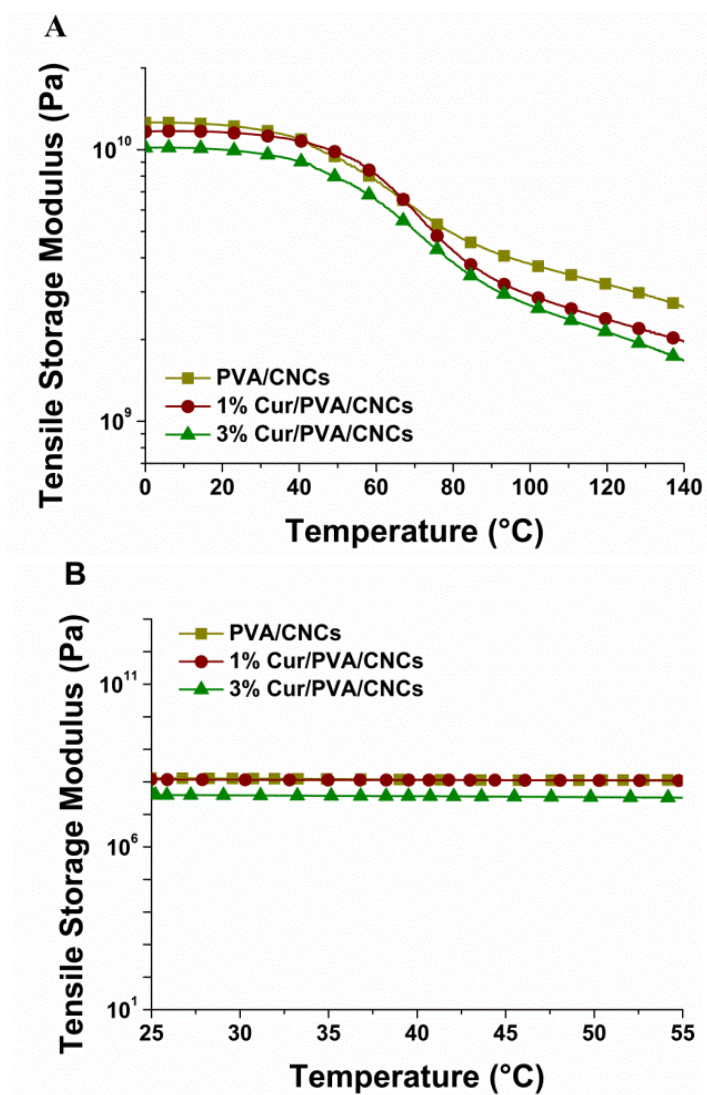 A
Tensile Storage Modulus (Pa)
10^10
10^9
PVA/CNCs
1% Cur/PVA/CNCs
3% Cur/PVA/CNCs
0 20 40 60 80 100 120 140
Temperature (°C)
B
Tensile Storage Modulus (Pa)
PVA/CNCs
1% Cur/PVA/CNCs
3% Cur/PVA/CNCs
10^11
10^6
10^1
25 30 35 40 45 50 55
Temperature (°C)